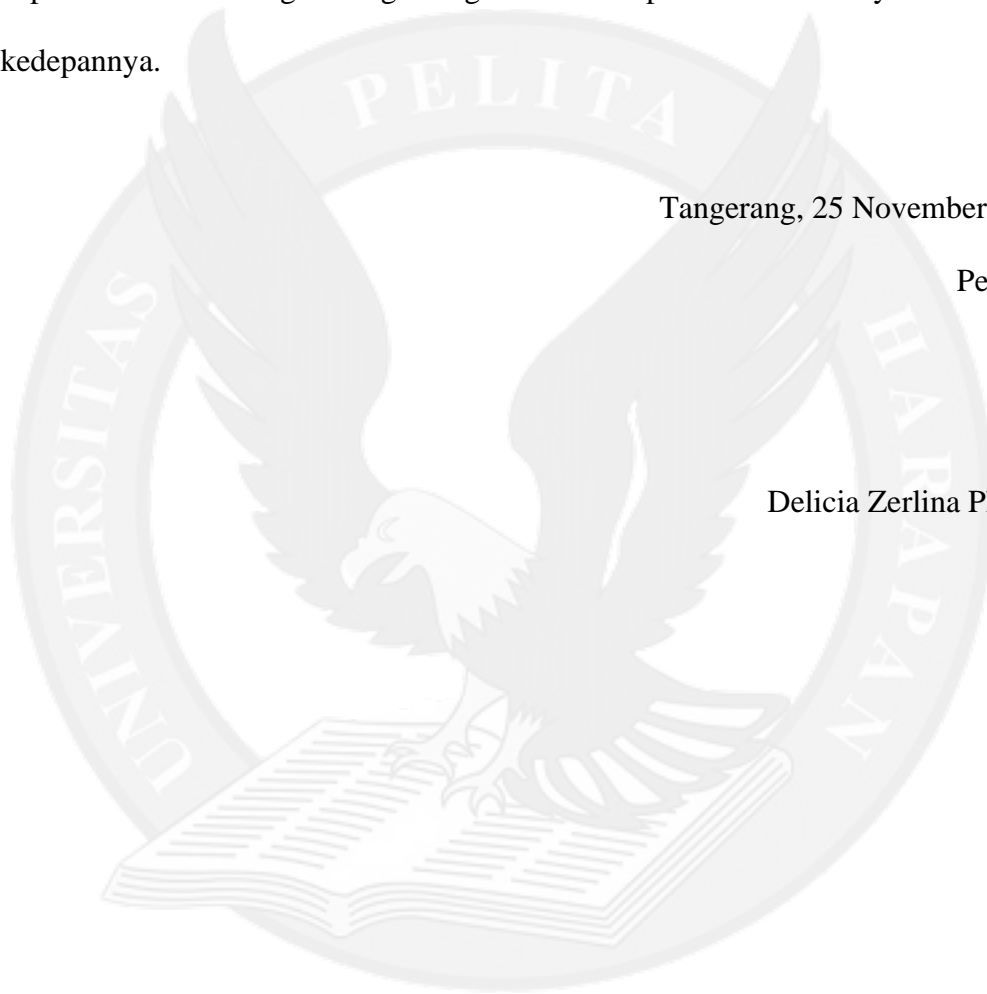 kedepannya.
PELITA
Tangerang, 25 November
Pe
UNIVERSITAS
HARAPAN
Delicia Zerlina P